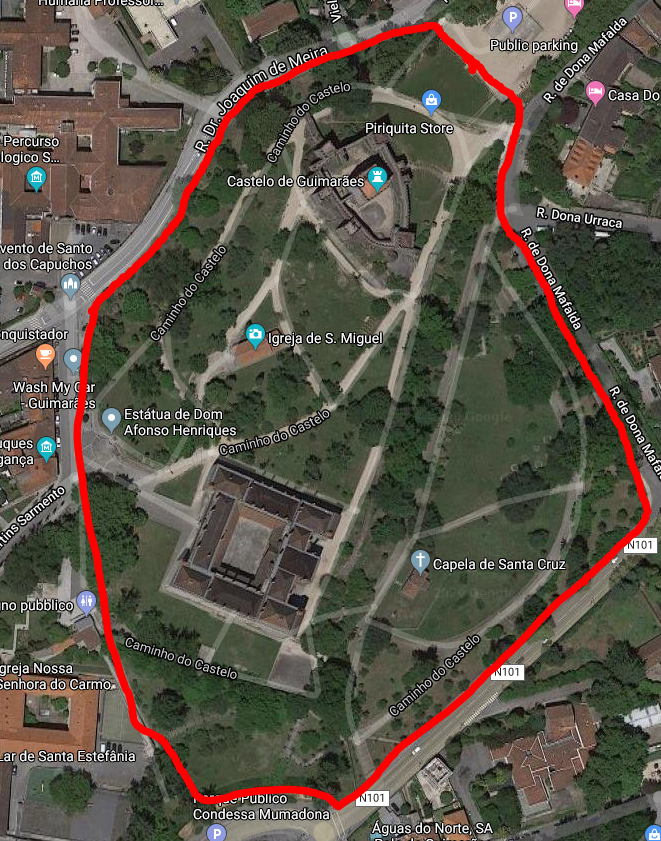 Humana Professor...
Public parking
R. de Dona Mafalda
R. Dr. Joaquim de Meira
Casa Do
Caminho do Castelo
Piriquita Store
Percurso
logico S...
Castelo de Guimarães
R. Dona Urraca
vento de Santo
dos Capuchos
R. de Dona Mafalda
Caminho do Castelo
nquistador
Igreja de S. Miguel
Wash My Car
- Guimarães
Estátua de Dom
Afonso Henriques
Caminho do Castelo
R. de Dona Mafal
uques
gança
tins Sarmento
N101
Capela de Santa Cruz
no pubblico
Caminho do Castelo
Caminho do Castelo
greja Nossa
Senhora do Carmo
N101
Lar de Santa Estefânia
N101
Parque Público
Condessa Mumadona
Águas do Norte, SA